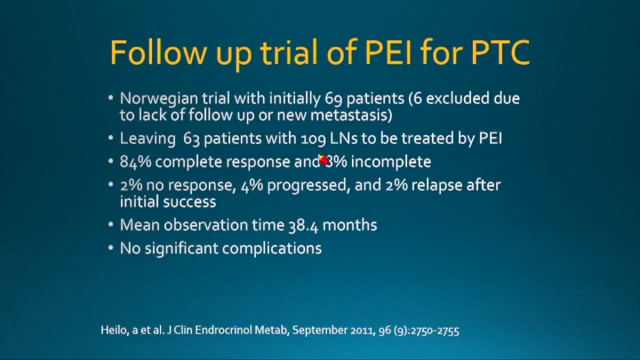 Follow up trial of PEI for PTC
• Norwegian trial with initially 69 patients (6 excluded due
to lack of follow up or new metastasis)
• Leaving 63 patients with 109 LNs to be treated by PEI
• 84% complete response and 8% incomplete
• 2% no response, 4% progressed, and 2% relapse after
initial success
• Mean observation time 38.4 months
• No significant complications
Heilo, a et al. J Clin Endrocrinol Metab, September 2011, 96 (9):2750-2755